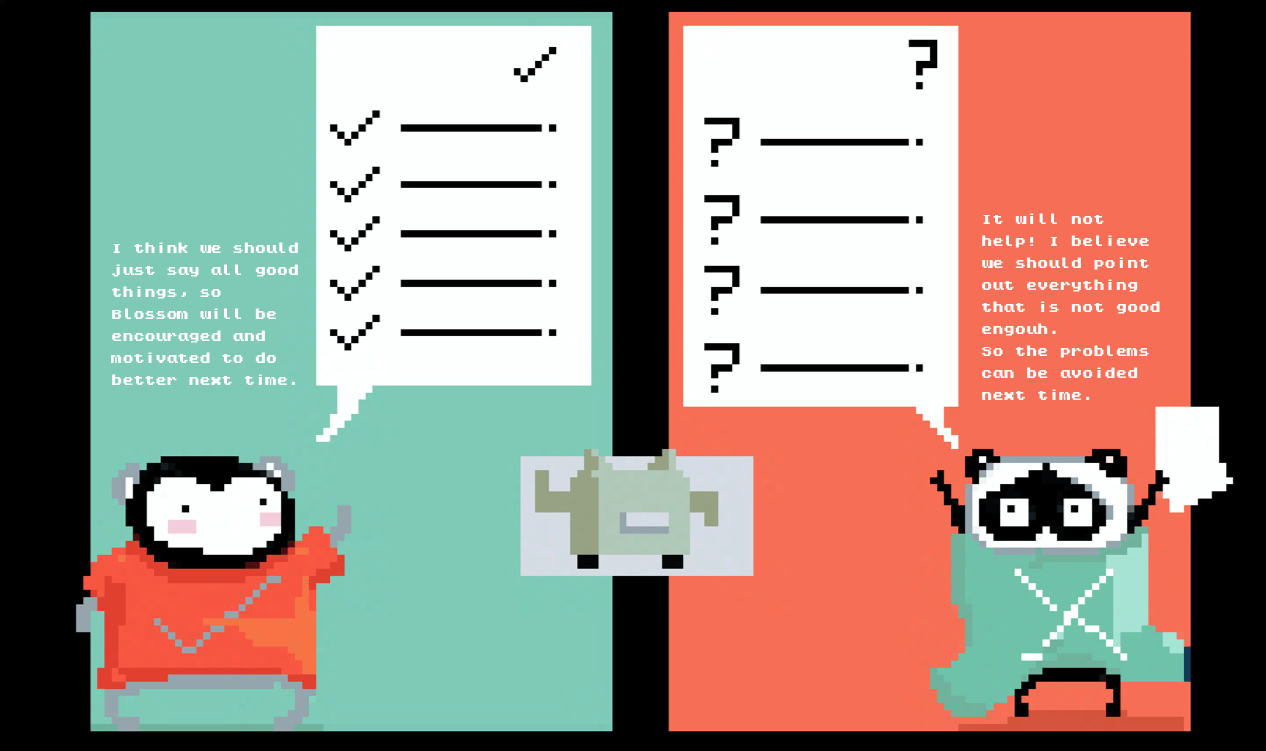 I think we should
just say all good
things, so
Blossom will be
encouraged and
motivated to do
better next time.
It will not
help! I believe
we should point
out everything
that is not good
engouh.
So the problems
can be avoided
next time.